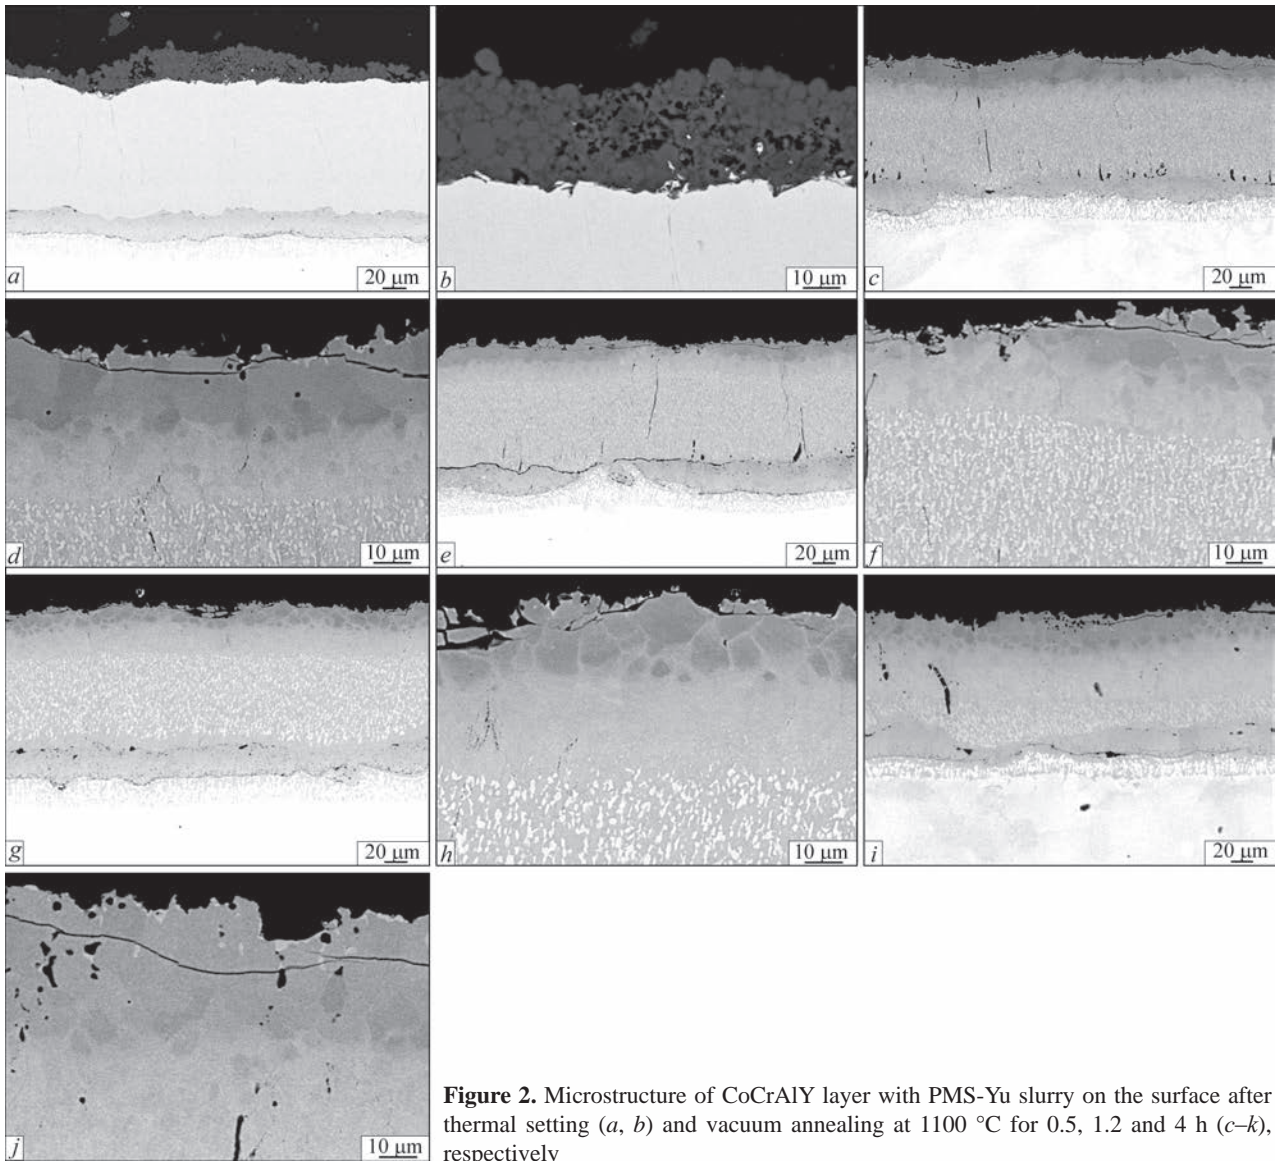 a
20 µm
b
10 µm
c
20 µm
d
10 µm
e
20 µm
f
10 µm
g
20 µm
h
10 µm
i
20 µm
j
10 µm
Figure 2. Microstructure of CoCrAlY layer with PMS-Yu slurry on the surface after
thermal setting (a, b) and vacuum annealing at 1100 °C for 0.5, 1.2 and 4 h (c–k),
respectively